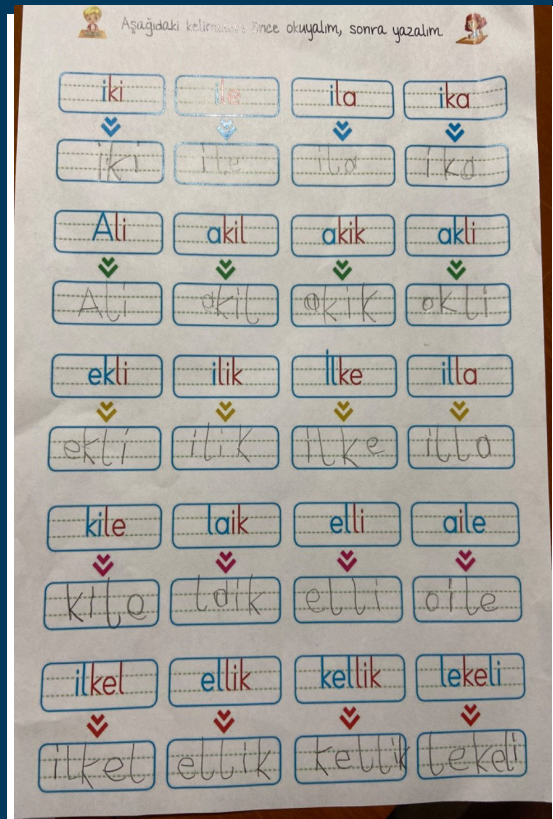 Aşağıdaki kelimeleri önce okuyalım, sonra yazalım.
iki ile ila ika
iki ile ila ika
Ali akil akik akli
Ali akil akik akli
ekli ilik İlke illa
ekli ilik ilke illa
kile laik elli aile
kile laik elli aile
ilkel ellik kellik lekeli
ilkel ellik kellik lekeli